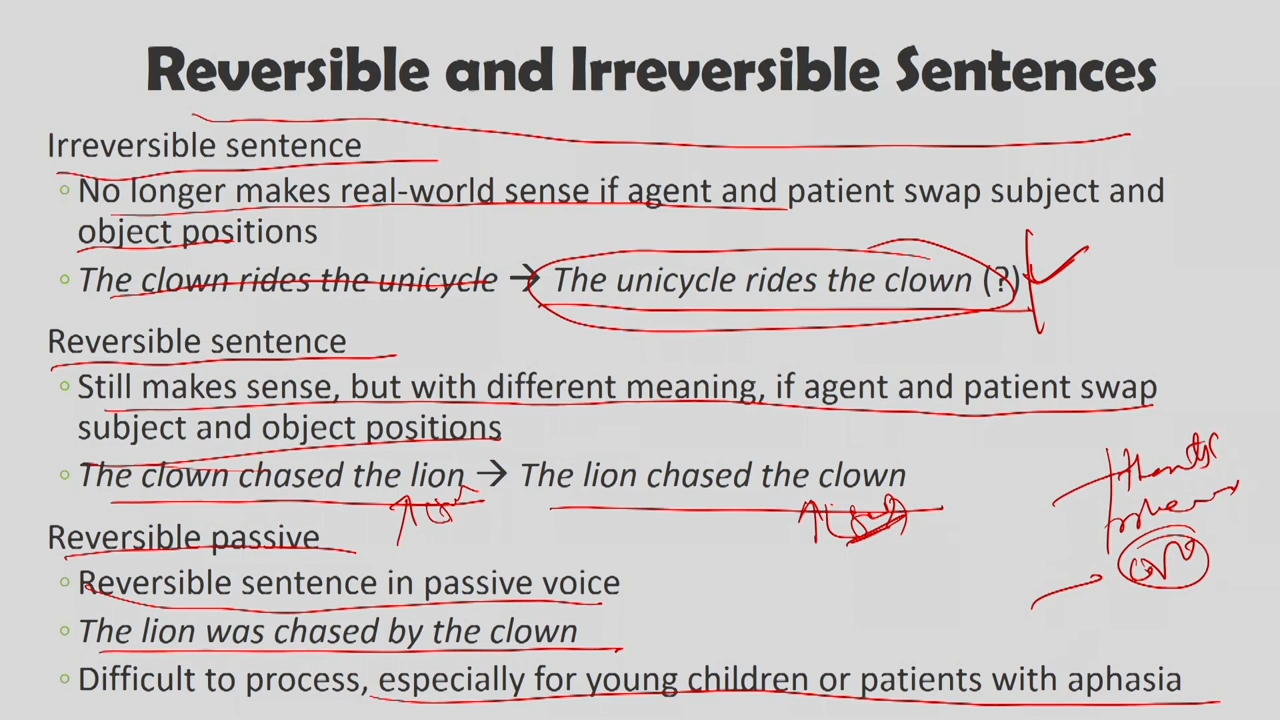 Reversible and Irreversible Sentences
Irreversible sentence
◦ No longer makes real-world sense if agent and patient swap subject and
object positions
◦ The clown rides the unicycle → The unicycle rides the clown (?)
Reversible sentence
◦ Still makes sense, but with different meaning, if agent and patient swap
subject and object positions
◦ The clown chased the lion → The lion chased the clown
Reversible passive
◦ Reversible sentence in passive voice
◦ The lion was chased by the clown
◦ Difficult to process, especially for young children or patients with aphasia